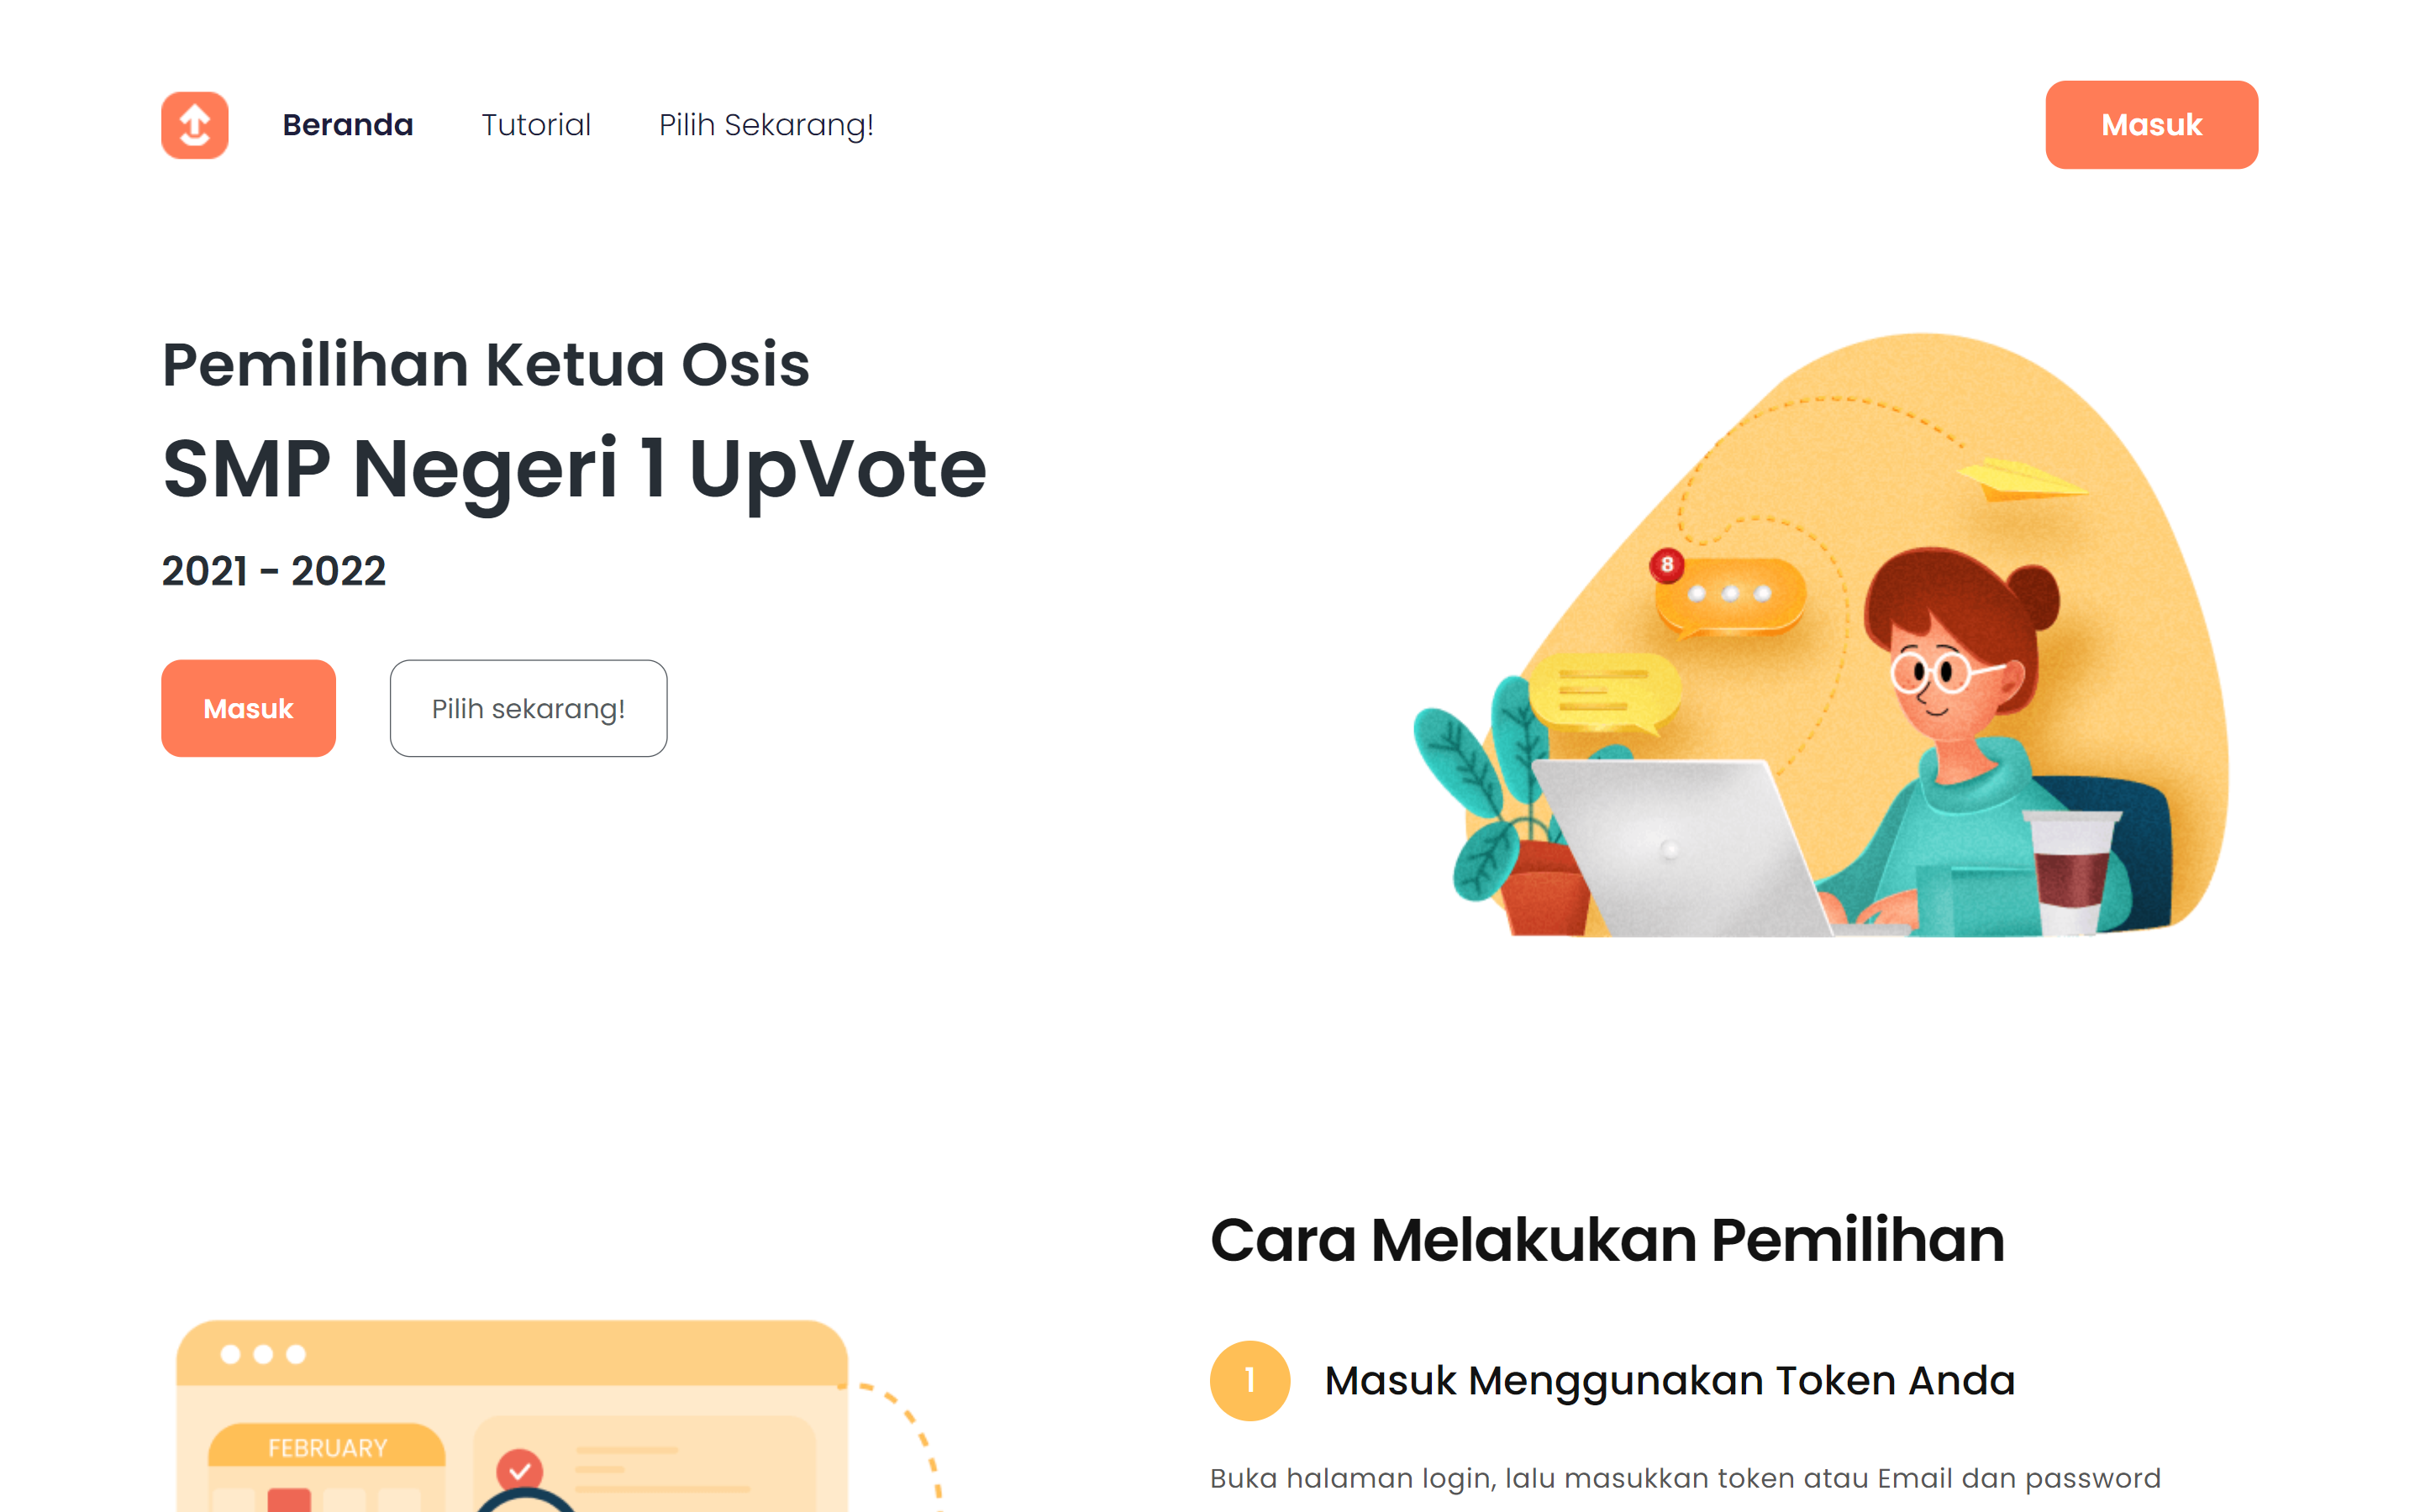 Beranda
Tutorial
Pilih Sekarang!
Masuk
Pemilihan Ketua Osis
SMP Negeri 1 UpVote
2021 - 2022
Masuk
Pilih sekarang!
8
Cara Melakukan Pemilihan
1
Masuk Menggunakan Token Anda
FEBRUARY
Buka halaman login, lalu masukkan token atau Email dan password